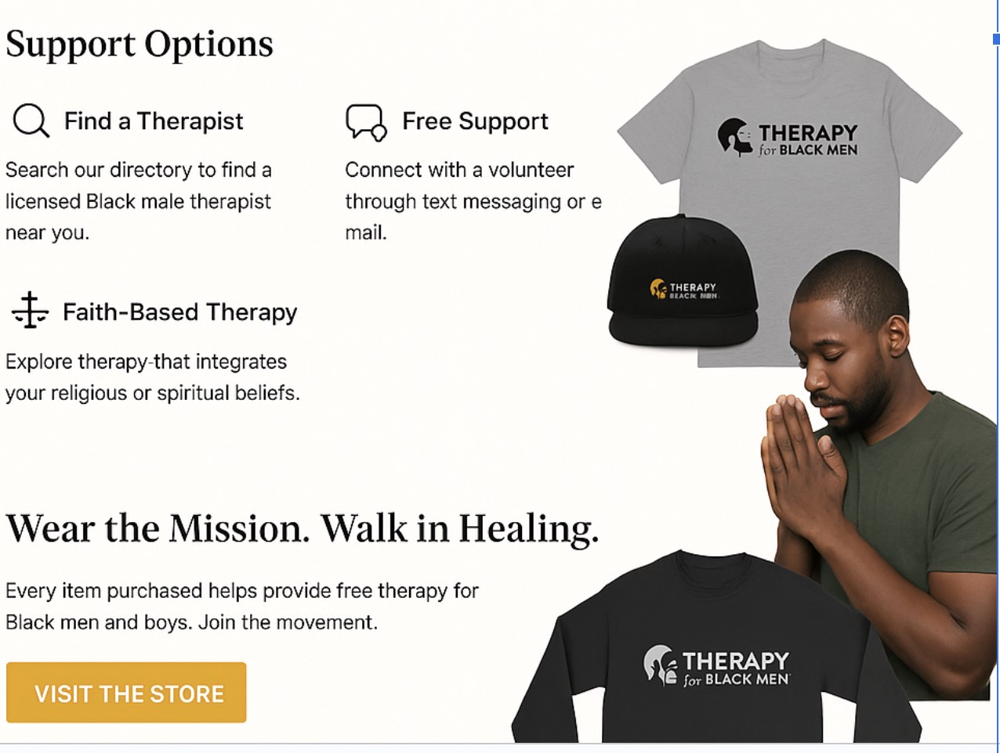 Support Options
Find a Therapist
Search our directory to find a
licensed Black male therapist
near you.
Free Support
Connect with a volunteer
through text messaging or e
mail.
Faith-Based Therapy
Explore therapy-that integrates
your religious or spiritual beliefs.
THERAPY
for BLACK MEN
THERAPY
Wear the Mission. Walk in Healing.
Every item purchased helps provide free therapy for
Black men and boys. Join the movement.
VISIT THE STORE
THERAPY
for BLACK MEN